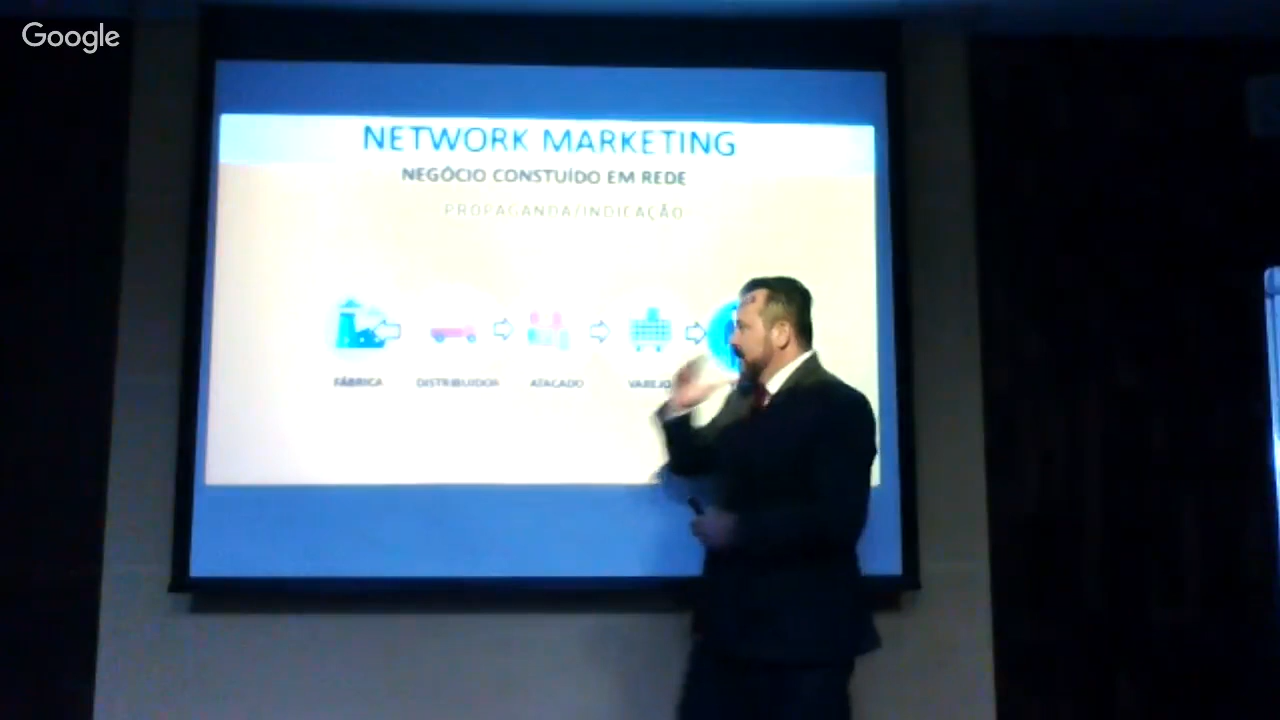 Google
NETWORK MARKETING
NEGÓCIO CONSTUÍDO EM REDE
PROPAGANDA/INDICAÇÃO
FÁBRICA DISTRIBUIDOR ATACADO VAREJO